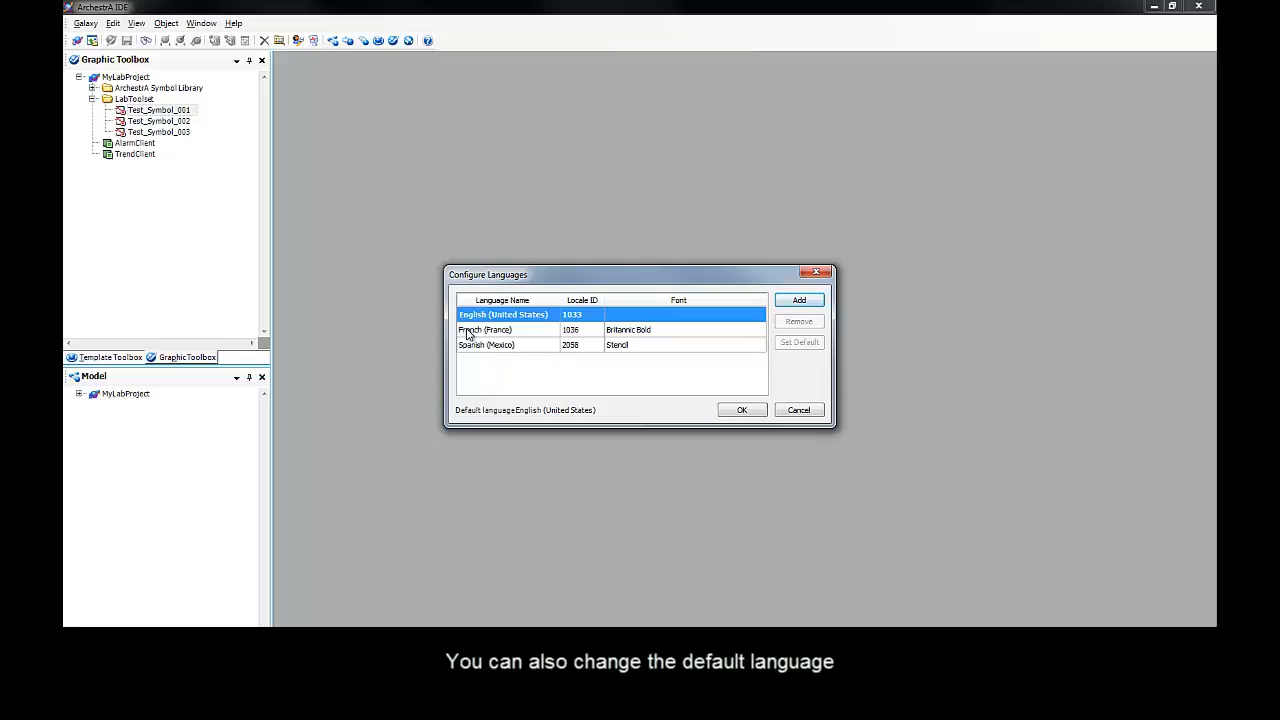 ArchestrA IDE
Galaxy Edit View Object Window Help
Graphic Toolbox
MyLabProject
ArchestrA Symbol Library
LabToolset
Test_Symbol_001
Test_Symbol_002
Test_Symbol_003
AlarmClient
TrendClient
Template Toolbox GraphicToolbox
Model
MyLabProject
Configure Languages
Language Name Locale ID Font
English (United States) 1033
French (France) 1036 Britannic Bold
Spanish (Mexico) 2058 Stencil
Add
Remove
Set Default
Default languageEnglish (United States)
OK Cancel
You can also change the default language